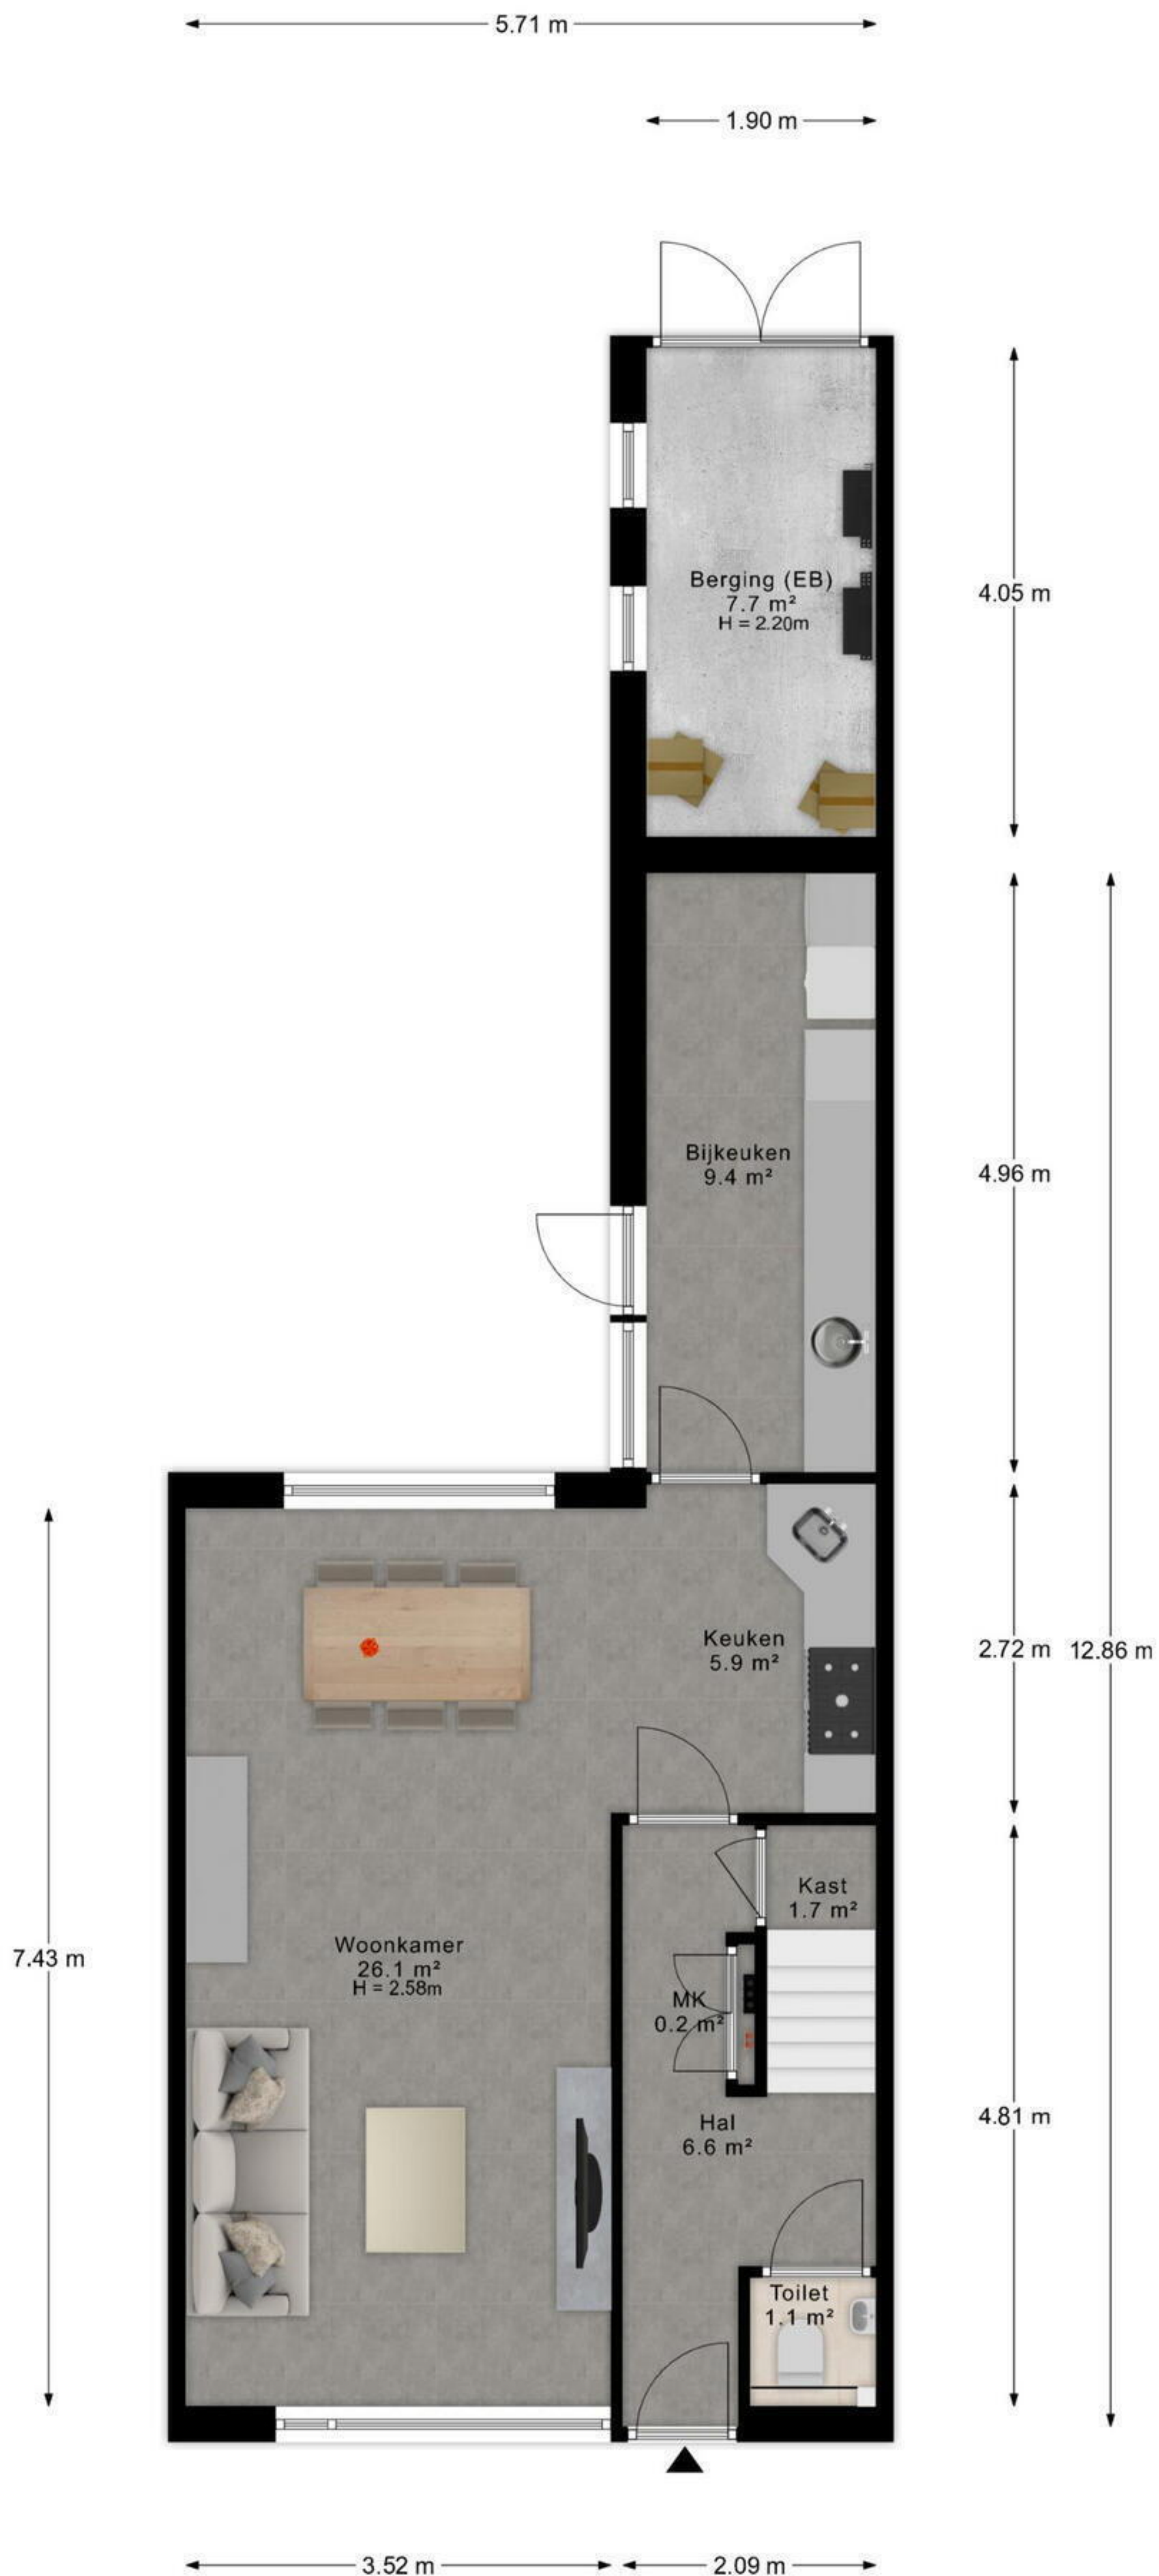 5.71 m
1.90 m
Berging (EB)
7.7 m²
H = 2.20m
4.05 m
Bijkeuken
9.4 m²
4.96 m
Keuken
5.9 m²
2.72 m
12.86 m
Kast
1.7 m²
Woonkamer
26.1 m²
H = 2.58m
7.43 m
MK
0.2 m²
Hal
6.6 m²
4.81 m
Toilet
1.1 m²
3.52 m
2.09 m